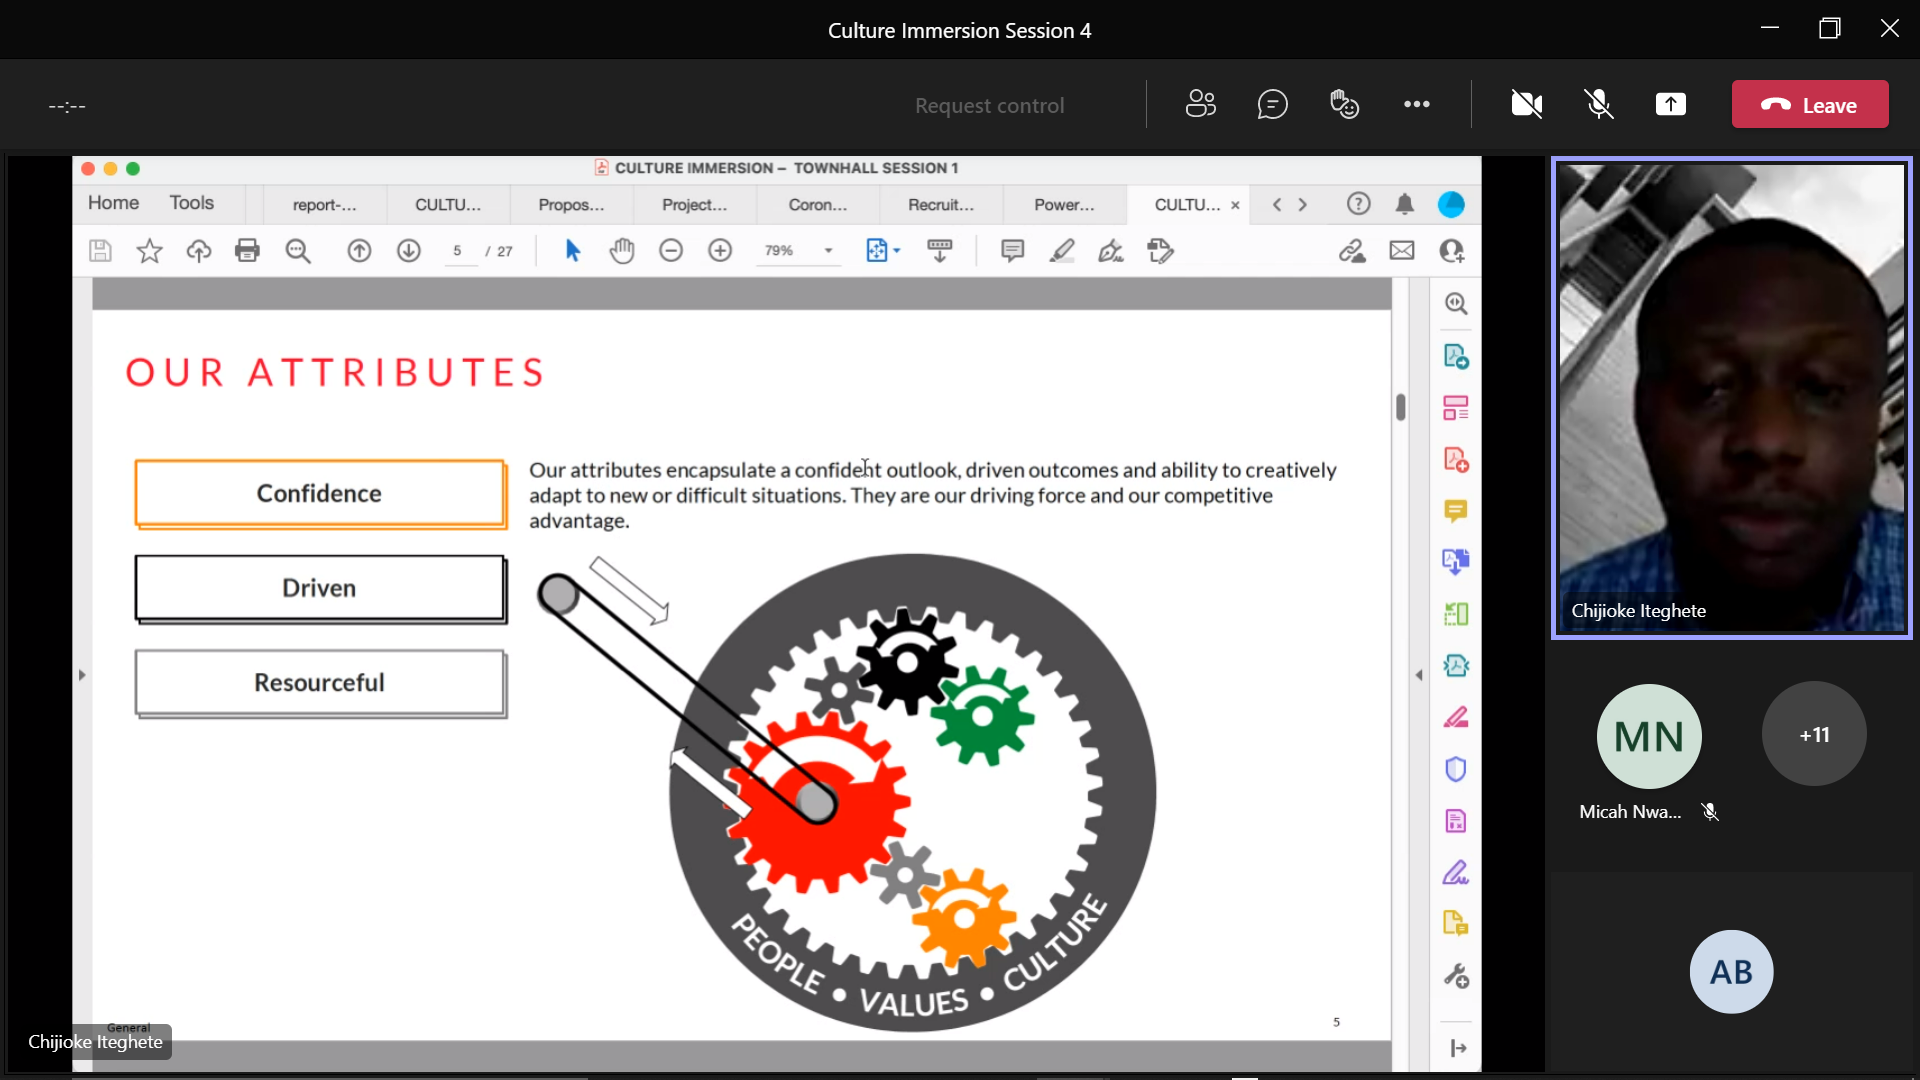 Culture Immersion Session 4
--:--
Request control
Leave
CULTURE IMMERSION – TOWNHALL SESSION 1
Home
Tools
report-...
CULTU...
Propos...
Project...
Coron...
Recruit...
Power...
CULTU... ×
5 / 27
79%
OUR ATTRIBUTES
Confidence
Driven
Resourceful
Our attributes encapsulate a confident outlook, driven outcomes and ability to creatively
adapt to new or difficult situations. They are our driving force and our competitive
advantage.
PEOPLE • VALUES • CULTURE
General
5
Chijioke Iteghete
Chijioke Iteghete
MN
+11
Micah Nwa...
AB